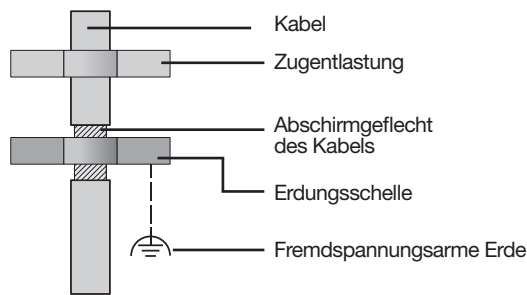 Kabel
Zugentlastung
Abschirmgeflecht
des Kabels
Erdungsschelle
Fremdspannungsarme Erde